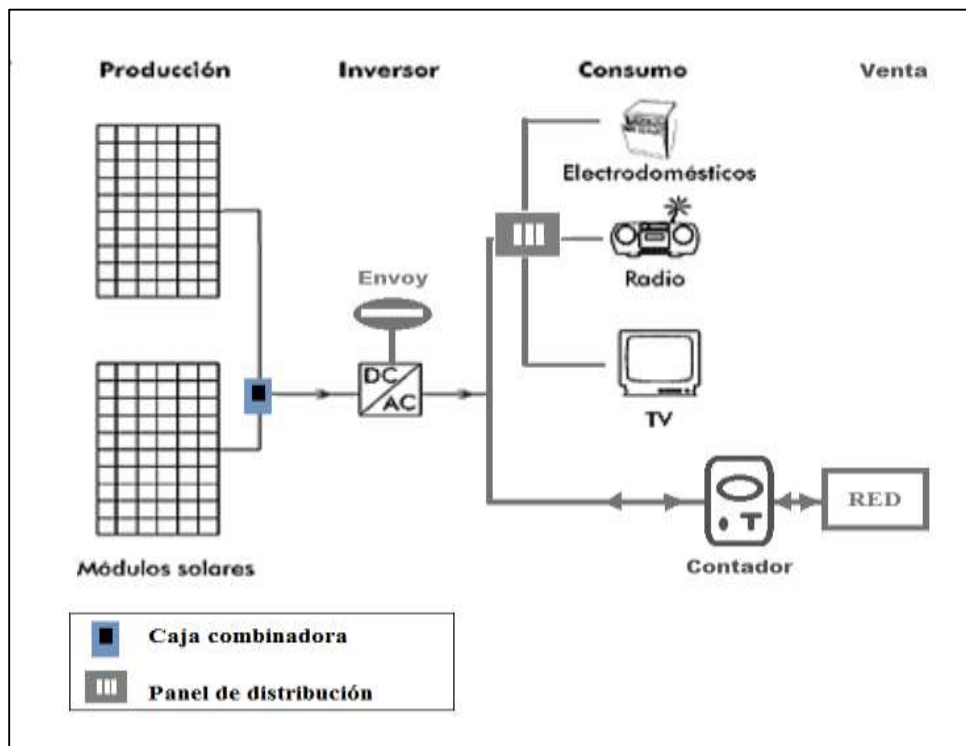 Producción
Inversor
Consumo
Venta
Electrodomésticos
Envoy
Radio
DC
AC
TV
RED
Contador
Módulos solares
Caja combinadora
Panel de distribución